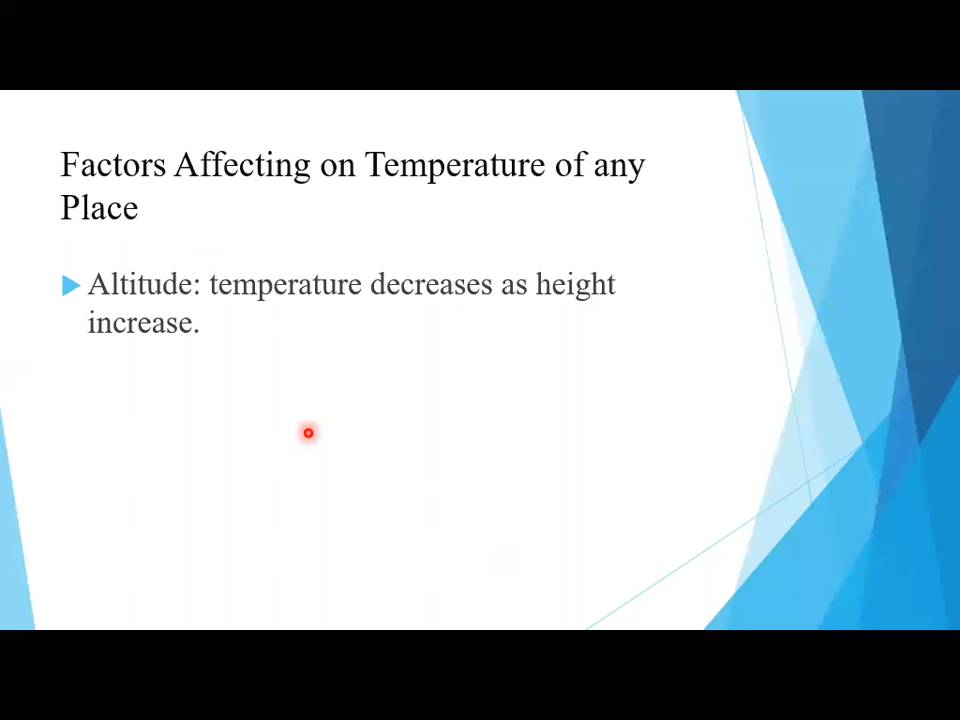 Factors Affecting on Temperature of any
Place
Altitude: temperature decreases as height
increase.